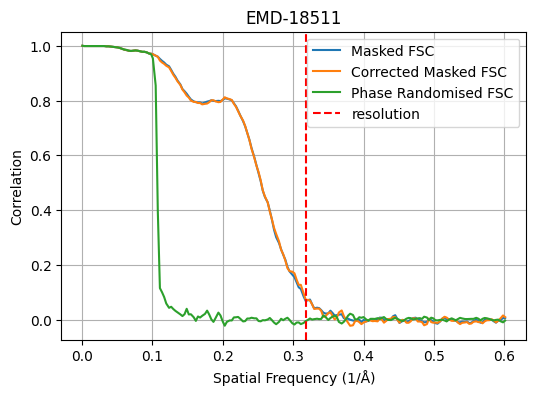 EMD-18511
Correlation
1.0
0.8
0.6
0.4
0.2
0.0
Masked FSC
Corrected Masked FSC
Phase Randomised FSC
resolution
0.0 0.1 0.2 0.3 0.4 0.5 0.6
Spatial Frequency (1/Å)